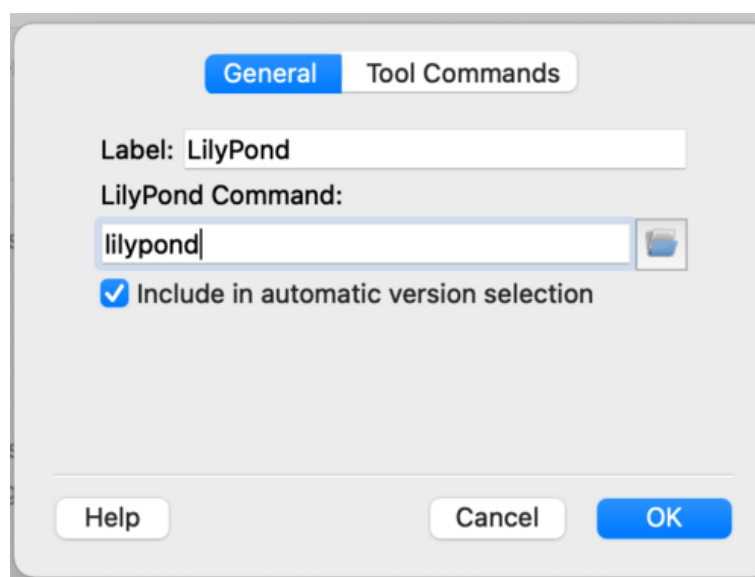 General Tool Commands
Label: LilyPond
LilyPond Command:
lilypond
Include in automatic version selection
Help Cancel OK